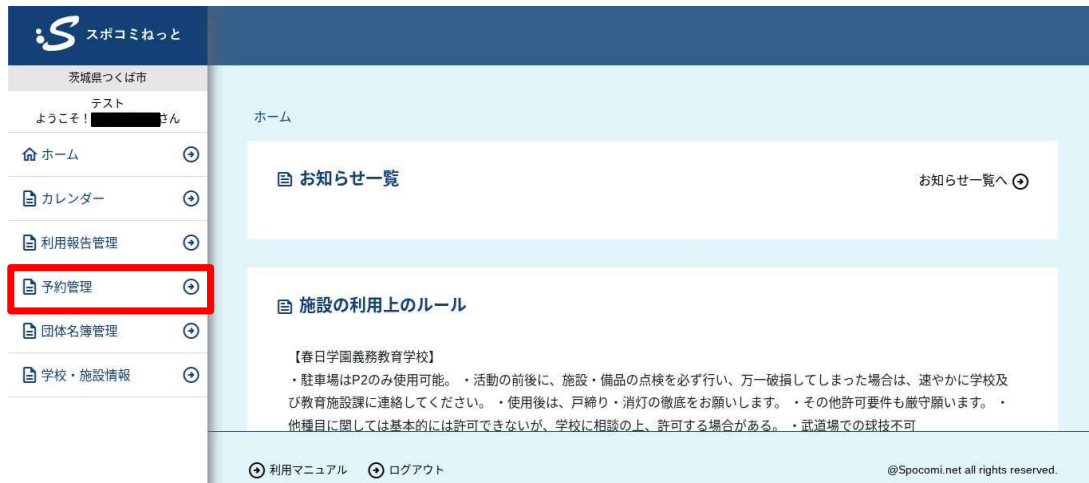 S スポコミねっと
茨城県つくば市
テスト
ようこそ！ さん
ホーム
カレンダー
利用報告管理
予約管理
団体名簿管理
学校・施設情報
ホーム
お知らせ一覧
お知らせ一覧へ
施設の利用上のルール
【春日学園義務教育学校】
・駐車場はP2のみ使用可能。 ・活動の前後に、施設・備品の点検を必ず行い、万一破損してしまった場合は、速やかに学校及
び教育施設課に連絡してください。 ・使用後は、戸締り・消灯の徹底をお願いします。 ・その他許可要件も厳守願います。 ・
他種目に関しては基本的には許可できないが、学校に相談の上、許可する場合がある。 ・武道場での球技不可
利用マニュアル ログアウト
@Spocomi.net all rights reserved.